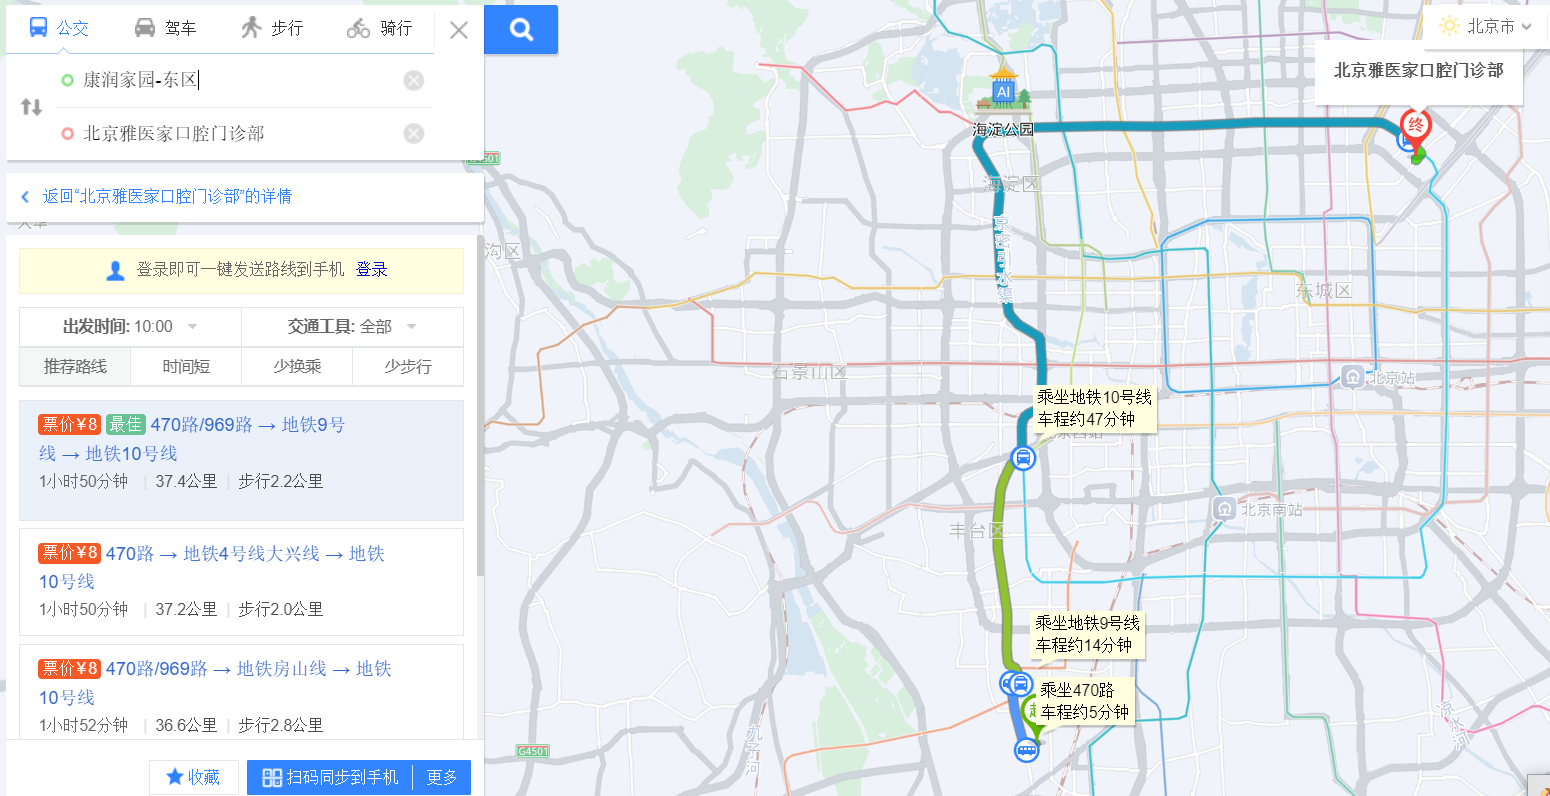 公交
驾车
步行
骑行
康润家园-东区
北京雅医家口腔门诊部
返回“北京雅医家口腔门诊部”的详情
登录即可一键发送路线到手机 登录
出发时间: 10:00
交通工具: 全部
推荐路线
时间短
少换乘
少步行
票价¥8 最佳 470路/969路 → 地铁9号
线 → 地铁10号线
1小时50分钟 | 37.4公里 | 步行2.2公里
票价¥8 470路 → 地铁4号线大兴线 → 地铁
10号线
1小时50分钟 | 37.2公里 | 步行2.0公里
票价¥8 470路/969路 → 地铁房山线 → 地铁
10号线
1小时52分钟 | 36.6公里 | 步行2.8公里
收藏
扫码同步到手机
更多
北京市
北京雅医家口腔门诊部
终
AI
海淀公园
海淀区
京密引水渠
沟区
东城区
石景山区
北京站
乘坐地铁10号线
车程约47分钟
丰台区
北京南站
乘坐地铁9号线
车程约14分钟
乘坐470路
车程约5分钟
G4501
凉水河